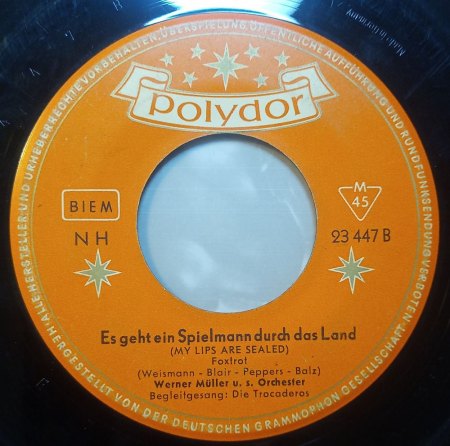 ALLE HERSTELLER- UND URHEBERRECHTE VORBEHALTEN, ÜBERSPIELUNG, ÖFFENTLICHE AUFFÜHRUNG UND RUNDFUNKSENDUNG VERBOTEN
polydor
BIEM
M
45
NH
23 447 B
Es geht ein Spielmann durch das Land
(MY LIPS ARE SEALED)
Foxtrot
(Weismann - Blair - Peppers - Balz)
Werner Müller u. s. Orchester
Begleitgesang: Die Trocaderos
HERGESTELLT VON DER DEUTSCHEN GRAMMOPHON GESELLSCHAFT